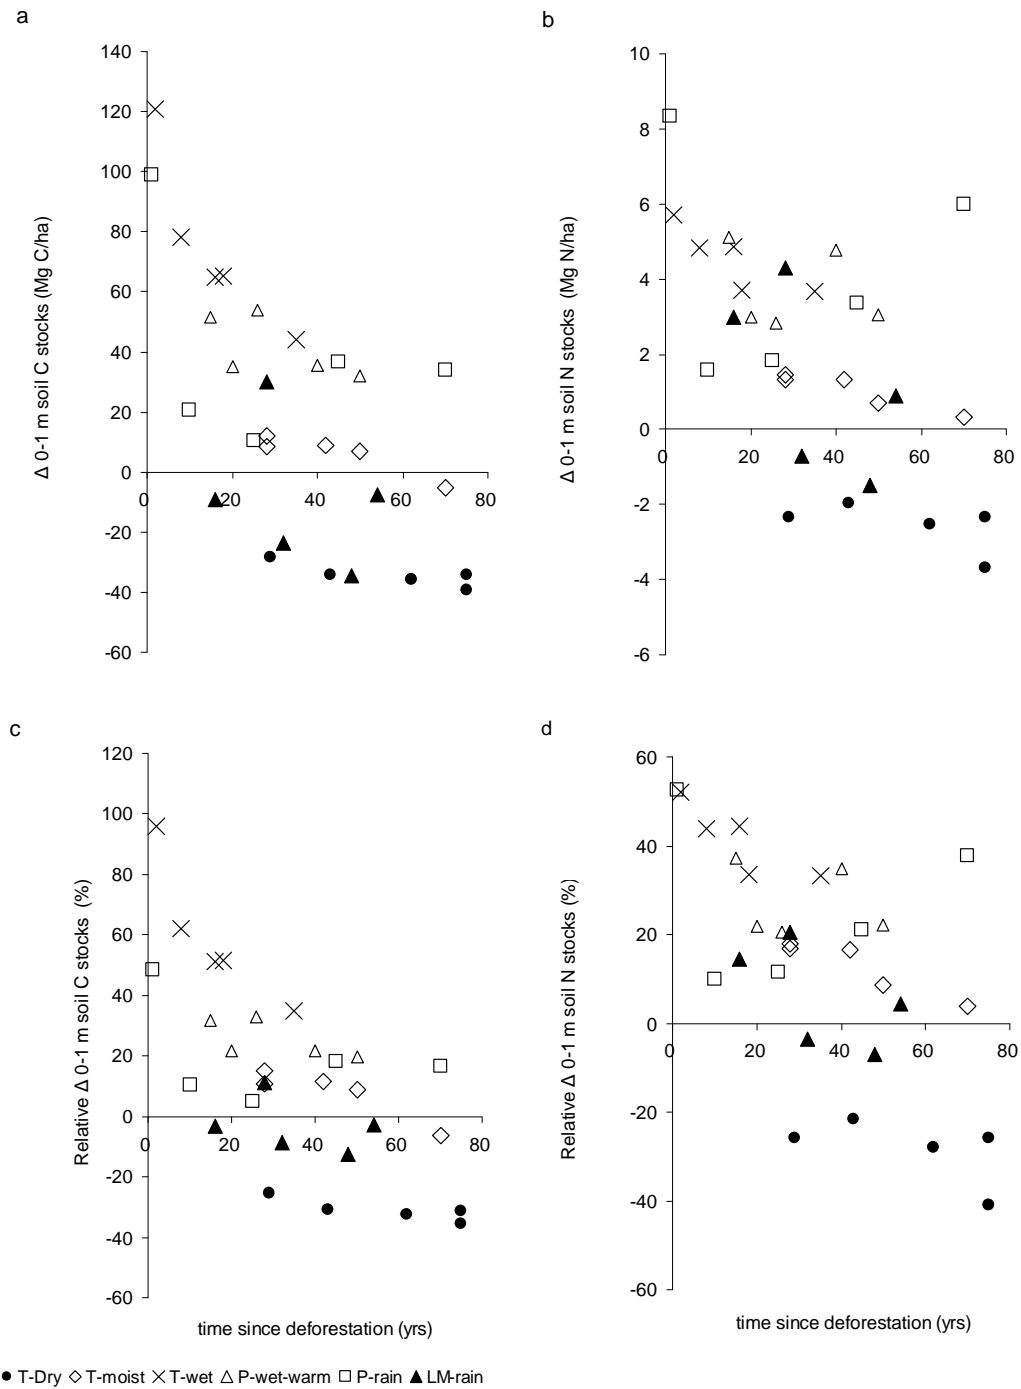 a
140
120
100
80
60
40
20
0
-20
-40
-60
0 20 40 60 80
Δ 0-1 m soil C stocks (Mg C/ha)
b
10
8
6
4
2
0
-2
-4
-6
0 20 40 60 80
Δ 0-1 m soil N stocks (Mg N/ha)
c
120
100
80
60
40
20
0
-20
-40
-60
0 20 40 60 80
Relative Δ 0-1 m soil C stocks (%)
time since deforestation (yrs)
d
60
40
20
0
-20
-40
-60
0 20 40 60 80
Relative Δ 0-1 m soil N stocks (%)
time since deforestation (yrs)
T-Dry T-moist T-wet P-wet-warm P-rain LM-rain